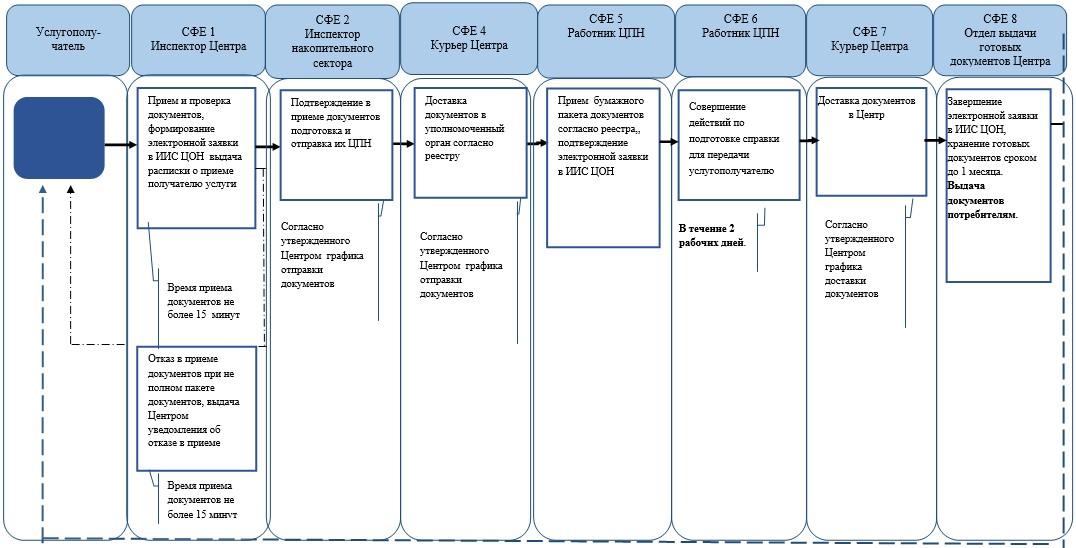 Услугополу-
чатель
СФЕ 1
Инспектор Центра
СФЕ 2
Инспектор
накопительного
сектора
СФЕ 4
Курьер Центра
СФЕ 5
Работник ЦПН
СФЕ 6
Работник ЦПН
СФЕ 7
Курьер Центра
СФЕ 8
Отдел выдачи
готовых
документов Центра
Прием и проверка
документов,
формирование
электронной заявки
в ИИС ЦОН выдача
расписки о приеме
получателю услуги
Время приема
документов не
более 15 минут
Отказ в приеме
документов при не
полном пакете
документов, выдача
Центром
уведомления об
отказе в приеме
Время приема
документов не
более 15 минут
Подтверждение в
приеме документов
подготовка и
отправка их ЦПН
Согласно
утвержденного
Центром графика
отправки
документов
Доставка
документов в
уполномоченный
орган согласно
реестру
Согласно
утвержденного
Центром графика
отправки
документов
Прием бумажного
пакета документов
согласно реестра,,
подтверждение
электронной заявки
в ИИС ЦОН
Совершение
действий по
подготовке справки
для передачи
услугополучателю
В течение 2
рабочих дней.
Доставка документов
в Центр
Согласно
утвержденного
Центром
графика
доставки
документов
Завершение
электронной заявки
в ИИС ЦОН,
хранение готовых
документов сроком
до 1 месяца.
Выдача
документов
потребителям.